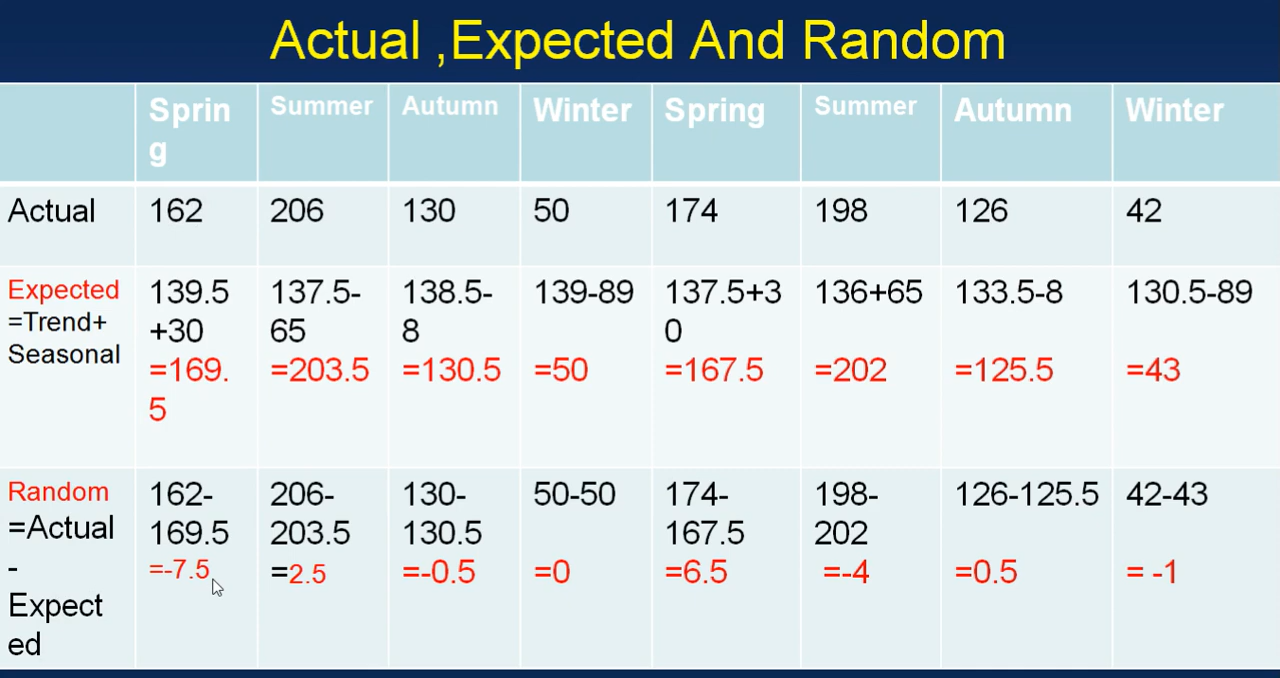 Actual ,Expected And Random
Sprin
g
Summer
Autumn
Winter
Spring
Summer
Autumn
Winter
Actual
162
206
130
50
174
198
126
42
Expected
=Trend+
Seasonal
139.5
+30
=169.
5
137.5-
65
=203.5
138.5-
8
=130.5
139-89
=50
137.5+3
0
=167.5
136+65
=202
133.5-8
=125.5
130.5-89
=43
Random
=Actual
-
Expect
ed
162-
169.5
=-7.5
206-
203.5
=2.5
130-
130.5
=-0.5
50-50
=0
174-
167.5
=6.5
198-
202
=-4
126-125.5
=0.5
42-43
= -1